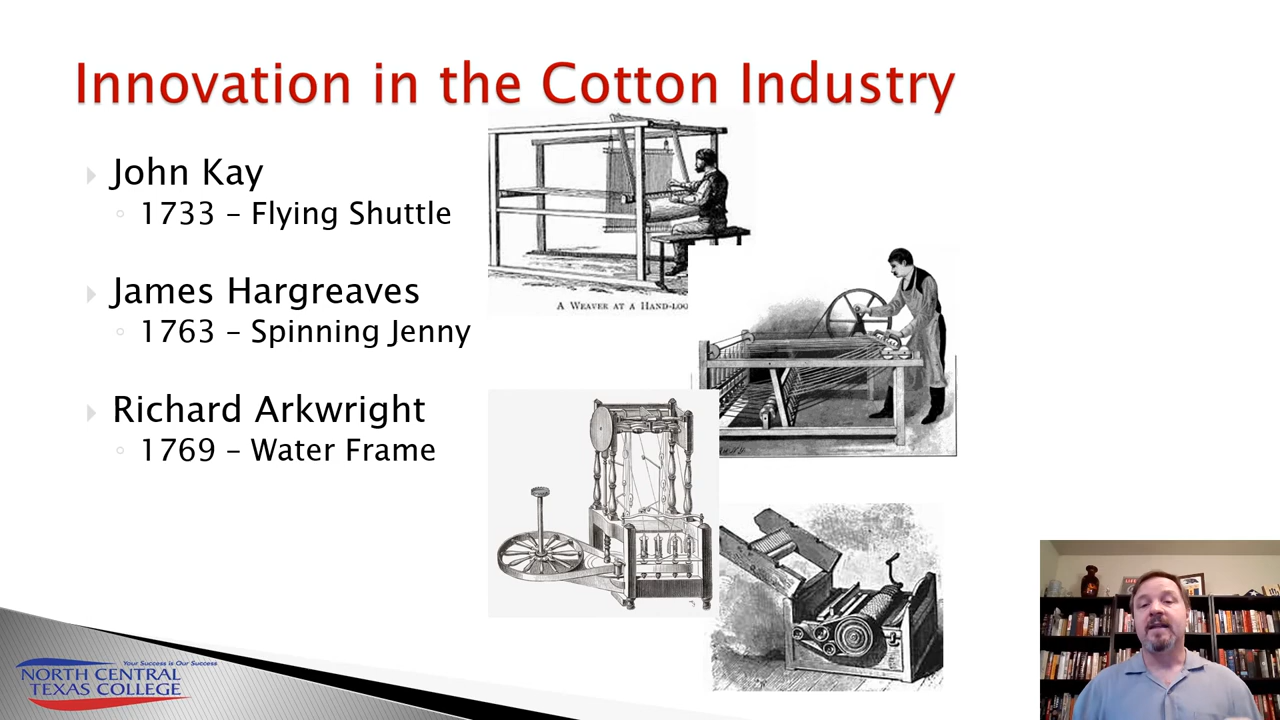 Innovation in the Cotton Industry
John Kay
1733 – Flying Shuttle
James Hargreaves
1763 – Spinning Jenny
Richard Arkwright
1769 – Water Frame
A WEAVER AT A HAND-LOO
Your Success is Our Success
NORTH CENTRAL
TEXAS COLLEGE